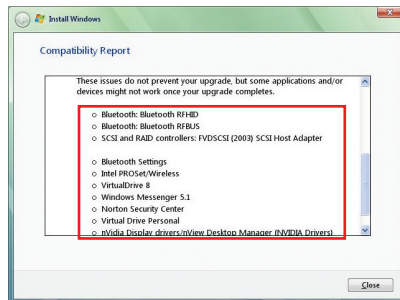 Install Windows
Compatibility Report
These issues do not prevent your upgrade, but some applications and/or
devices might not work once your upgrade completes.
Bluetooth: Bluetooth RFHID
Bluetooth: Bluetooth RFBUS
SCSI and RAID controllers: FVDSCSI (2003) SCSI Host Adapter
Bluetooth Settings
Intel PROSet/Wireless
VirtualDrive 8
Windows Messenger 5.1
Norton Security Center
Virtual Drive Personal
nVidia Display drivers/nView Desktop Manager (NVIDIA Drivers)
Close